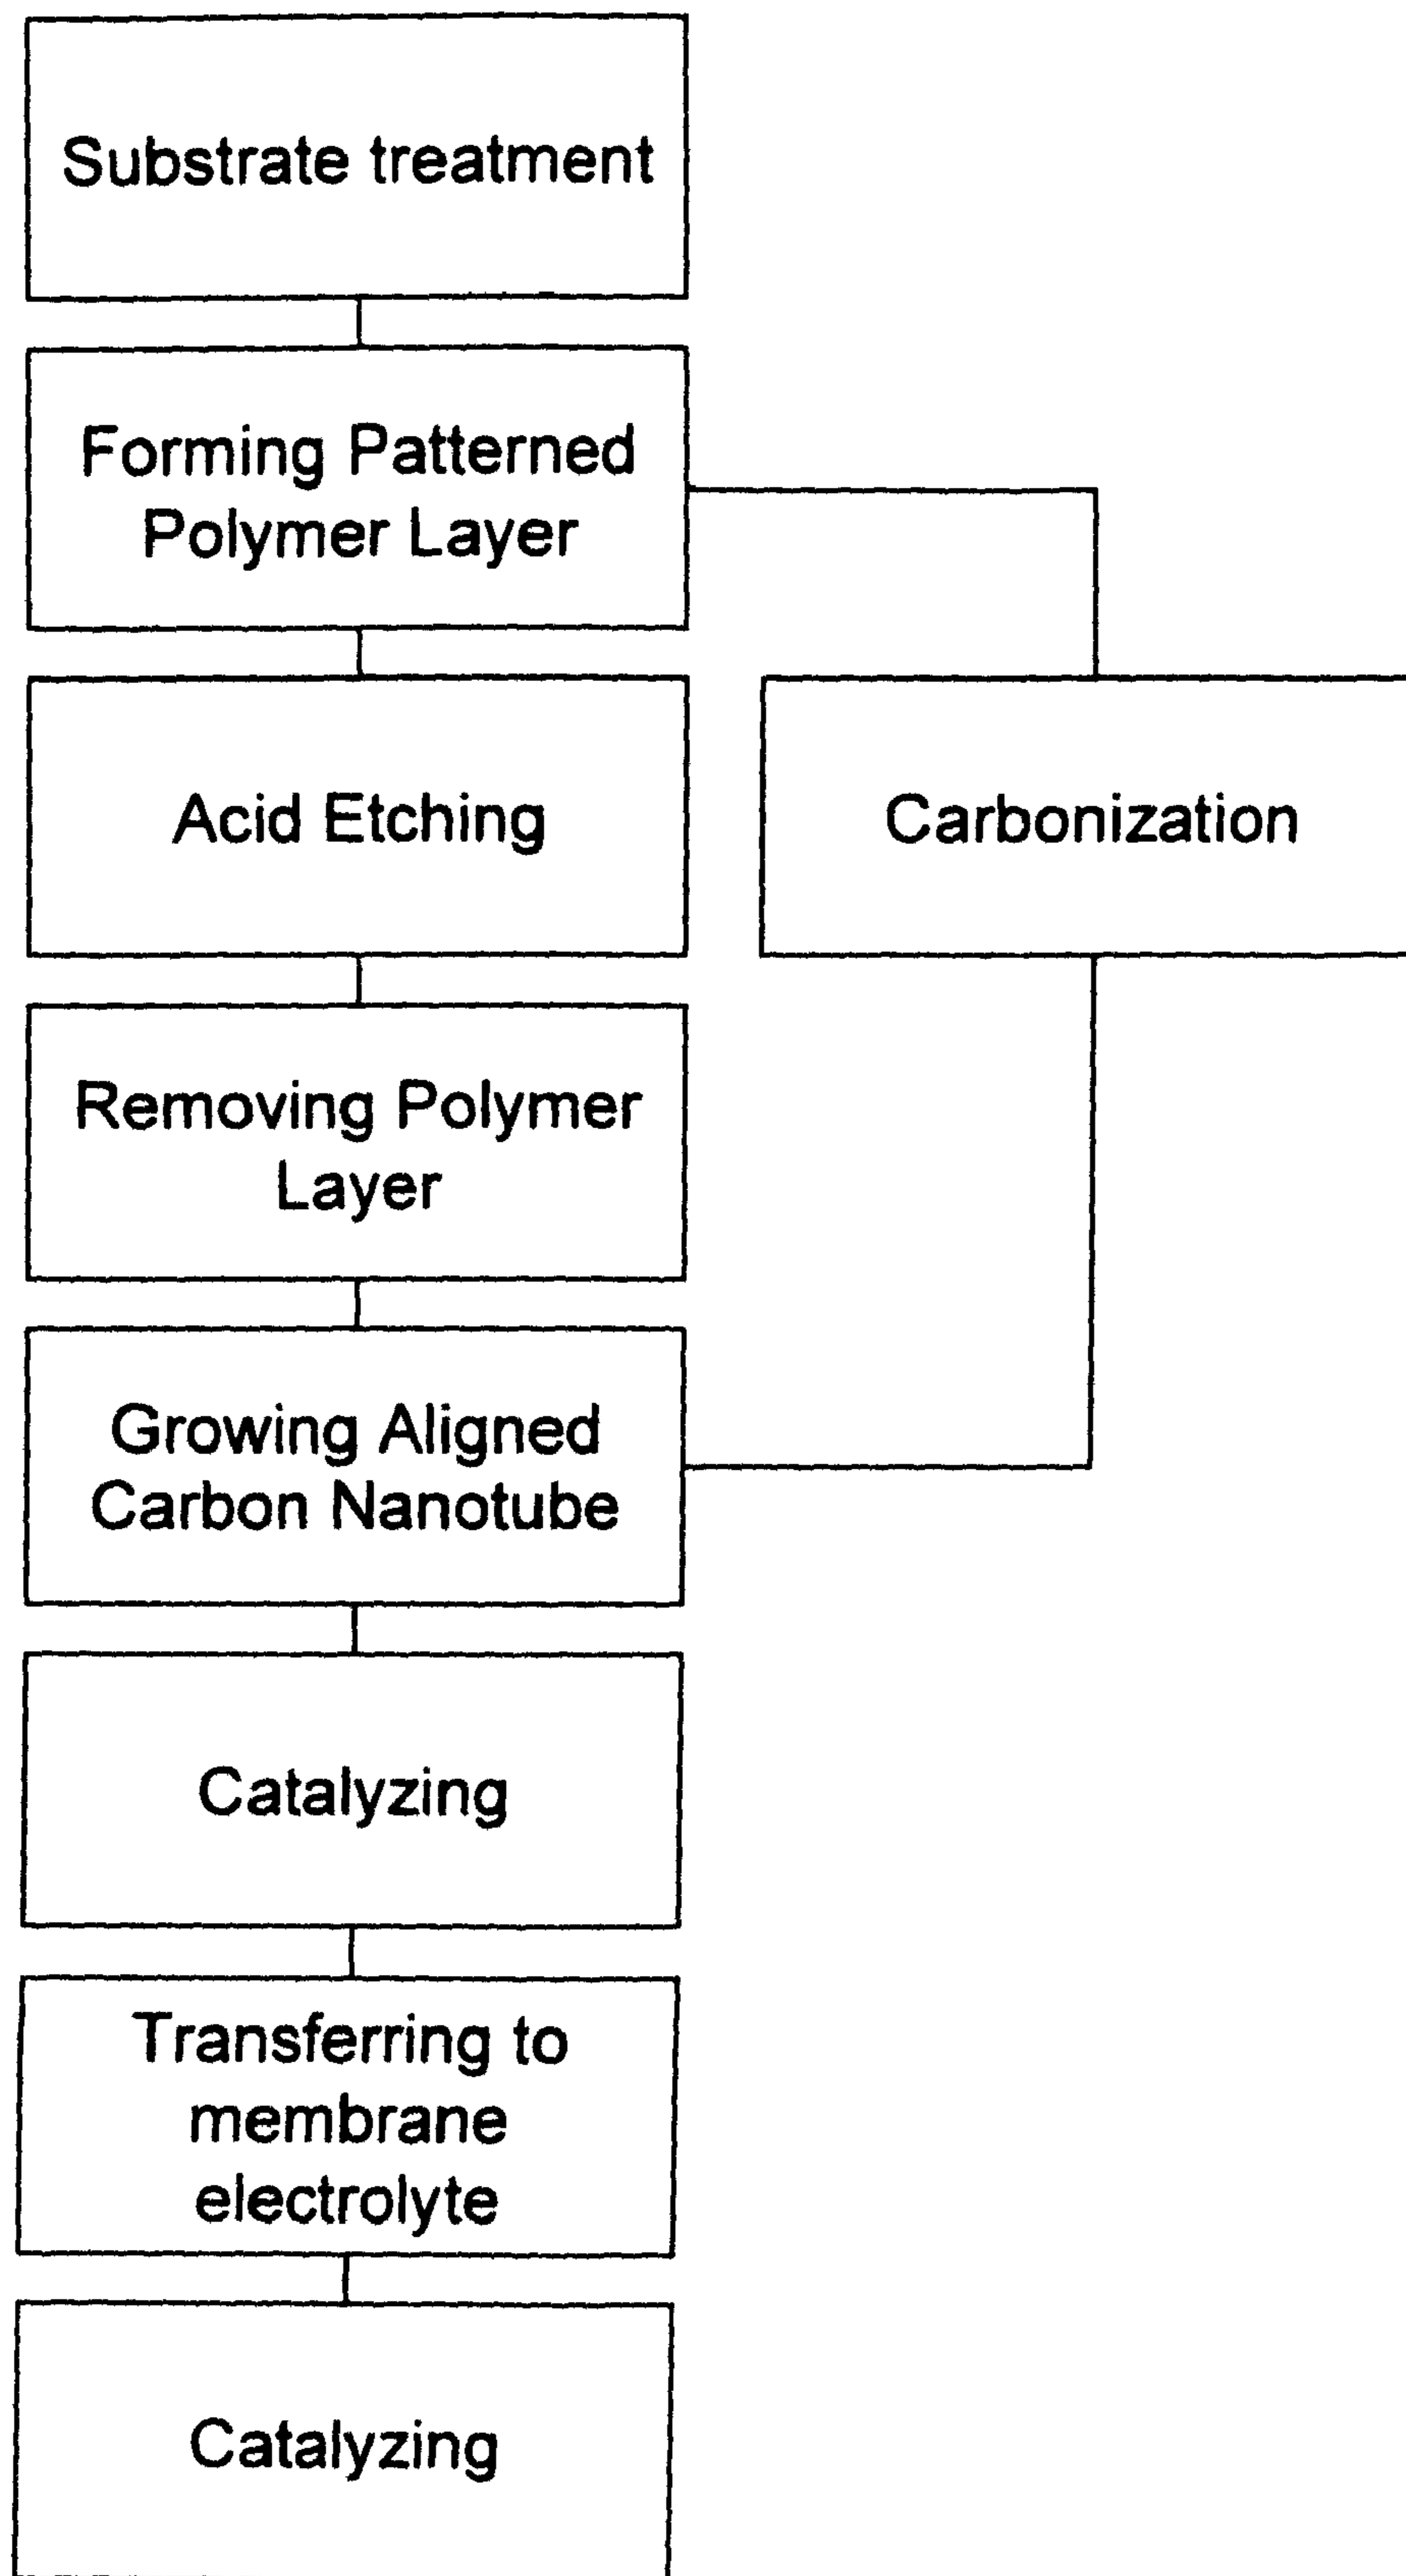 Substrate treatment
Forming Patterned
Polymer Layer
Acid Etching
Carbonization
Removing Polymer
Layer
Growing Aligned
Carbon Nanotube
Catalyzing
Transferring to
membrane
electrolyte
Catalyzing